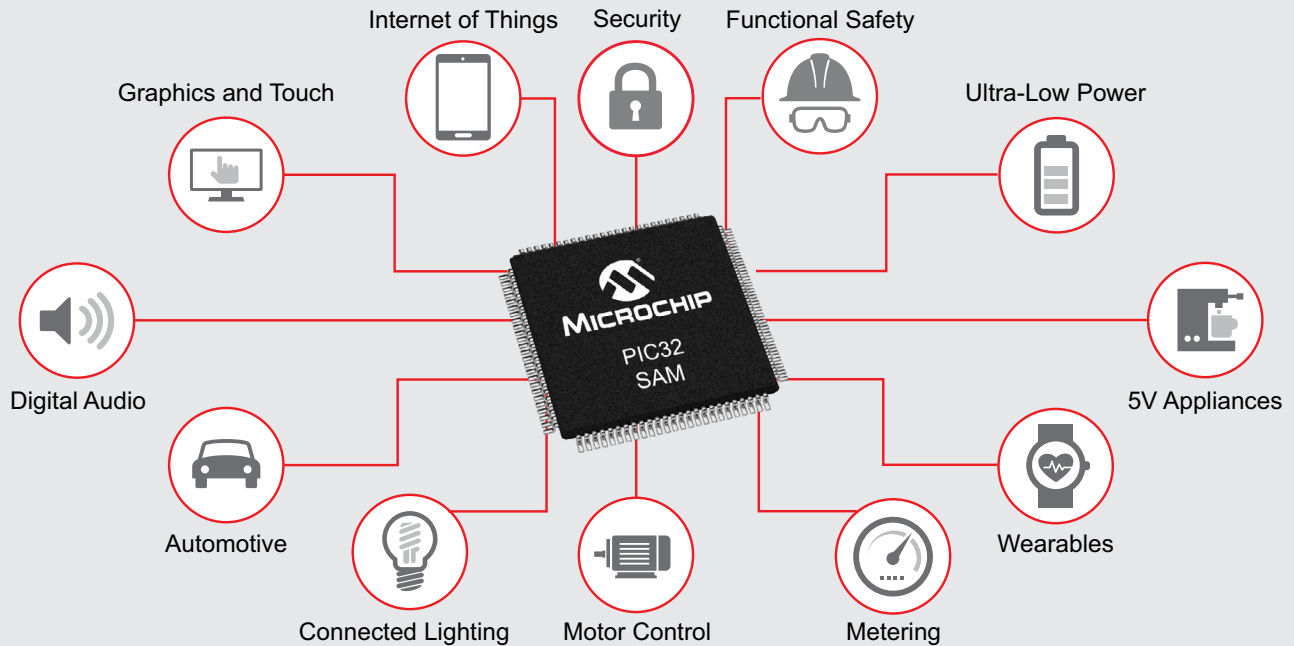 Internet of Things
Security
Functional Safety
Graphics and Touch
Ultra-Low Power
MICROCHIP
PIC32
SAM
Digital Audio
5V Appliances
Automotive
Wearables
Connected Lighting
Motor Control
Metering